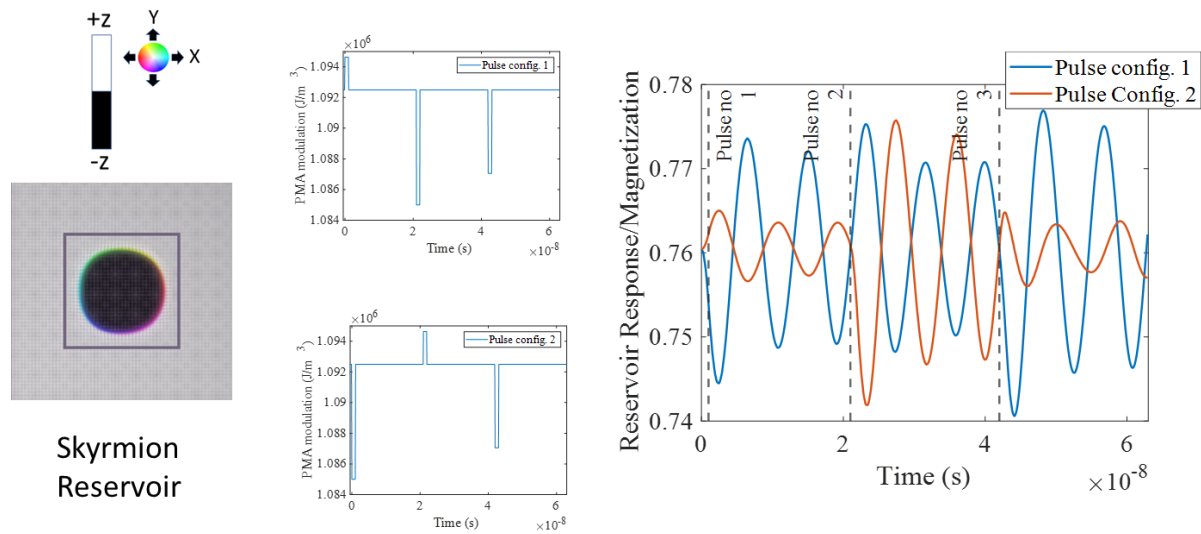 +z
Y
X
-z
Skyrmion
Reservoir
×10^6
Pulse config. 1
1.094
1.092
1.09
1.088
1.086
1.084
PMA modulation (J/m^3)
0
2
4
6
Time (s)
×10^-8
×10^6
Pulse config. 2
1.094
1.092
1.09
1.088
1.086
1.084
PMA modulation (J/m^3)
0
2
4
6
Time (s)
×10^-8
Pulse config. 1
Pulse Config. 2
0.78
0.77
0.76
0.75
0.74
Reservoir Response/Magnetization
Pulse no
1
Pulse no
2
Pulse no
3
0
2
4
6
Time (s)
×10^-8